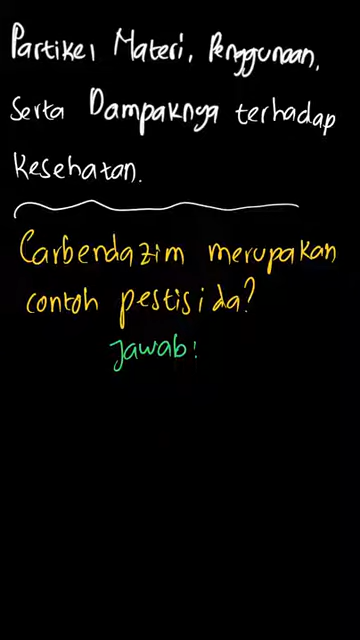 Partikel Materi, Penggunaan,
Serta Dampaknya terhadap
Kesehatan.
Carbendazim merupakan
contoh pestisida?
Jawab: